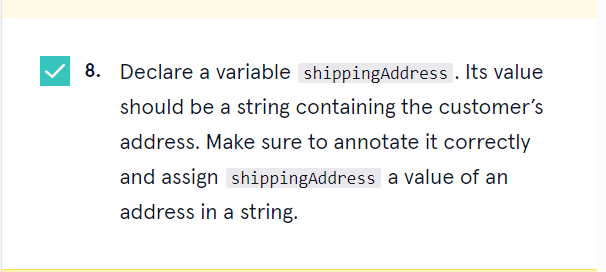 8. Declare a variable shippingAddress. Its value
should be a string containing the customer’s
address. Make sure to annotate it correctly
and assign shippingAddress a value of an
address in a string.